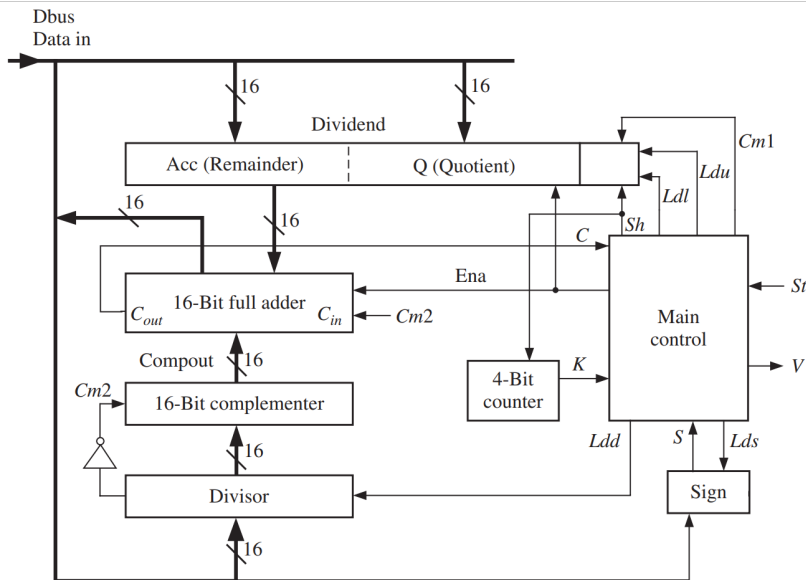 Dbus
Data in
16
16
Dividend
Acc (Remainder)
Q (Quotient)
Cm1
Ldu
Ldl
Sh
16
16
C
Ena
16-Bit full adder
Cout
Cin
Cm2
St
Main
control
V
Compout
16
K
4-Bit
counter
Cm2
16-Bit complementer
16
Ldd
S
Lds
Divisor
Sign
16